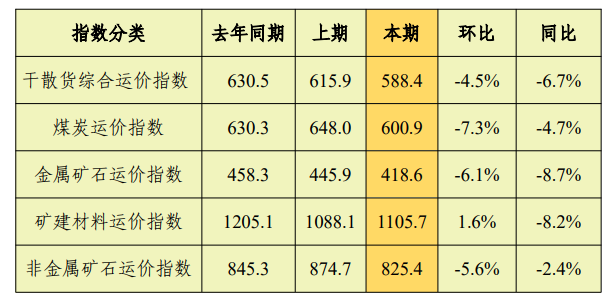 指数分类 去年同期 上期 本期 环比 同比
干散货综合运价指数 630.5 615.9 588.4 -4.5% -6.7%
煤炭运价指数 630.3 648.0 600.9 -7.3% -4.7%
金属矿石运价指数 458.3 445.9 418.6 -6.1% -8.7%
矿建材料运价指数 1205.1 1088.1 1105.7 1.6% -8.2%
非金属矿石运价指数 845.3 874.7 825.4 -5.6% -2.4%